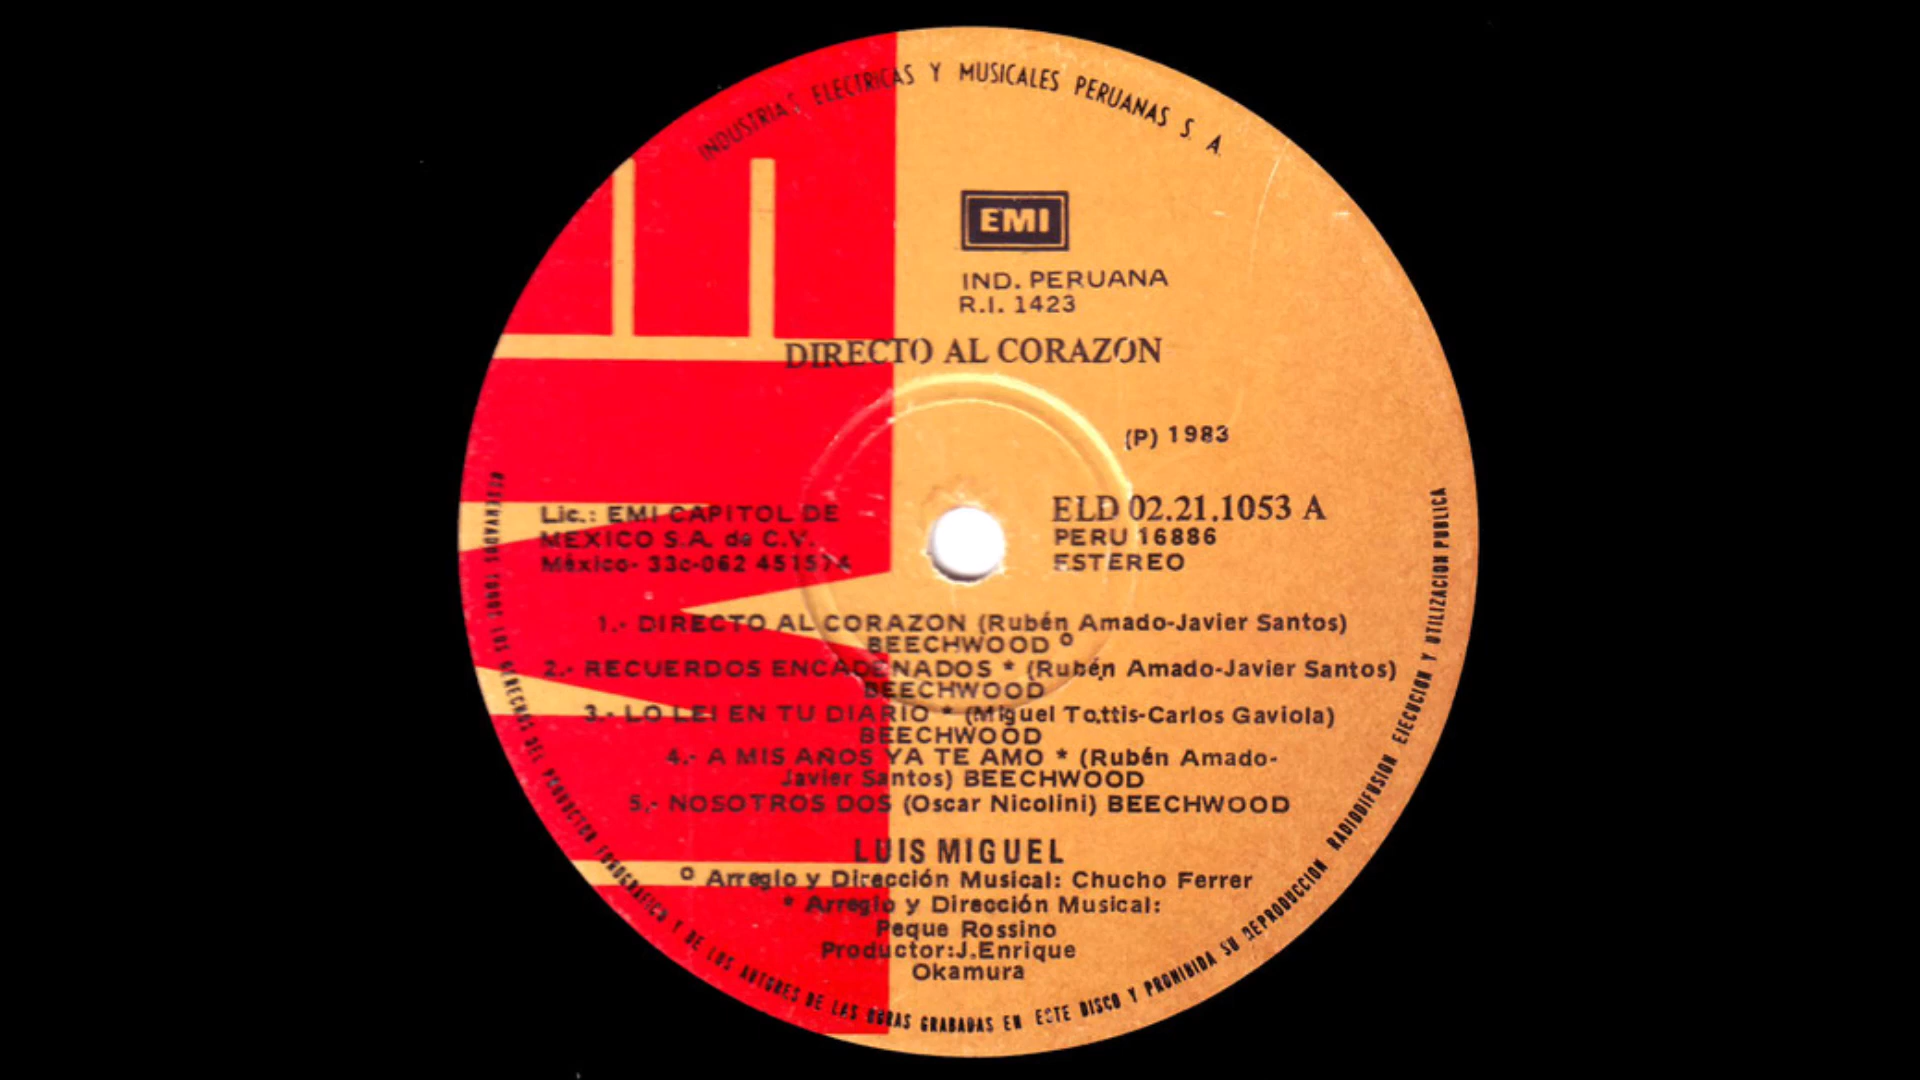 INDUSTRIAS ELECTRICAS Y MUSICALES PERUANAS S. A.
EMI
IND. PERUANA
R.I. 1423
DIRECTO AL CORAZON
(P) 1983
Lic.: EMI CAPITOL DE
MEXICO S.A. de C.V.
México- 33c-062 451574
ELD 02.21.1053 A
PERU 16886
ESTEREO
1.- DIRECTO AL CORAZON (Rubén Amado-Javier Santos)
BEECHWOOD º
2.- RECUERDOS ENCADENADOS * (Rubén Amado-Javier Santos)
BEECHWOOD
3.- LO LEI EN TU DIARIO * (Miguel Tottis-Carlos Gaviola)
BEECHWOOD
4.- A MIS AÑOS YA TE AMO * (Rubén Amado-
Javier Santos) BEECHWOOD
5.- NOSOTROS DOS (Oscar Nicolini) BEECHWOOD
LUIS MIGUEL
º Arreglo y Dirección Musical: Chucho Ferrer
* Arreglo y Dirección Musical:
Peque Rossino
Productor:J.Enrique
Okamura
RESERVADOS TODOS LOS DERECHOS DEL PRODUCTOR FONOGRAFICO Y DE LOS AUTORES DE LAS OBRAS GRABADAS EN ESTE DISCO Y PROHIBIDA SU REPRODUCCION RADIODIFUSION EJECUCION Y UTILIZACION PUBLICA